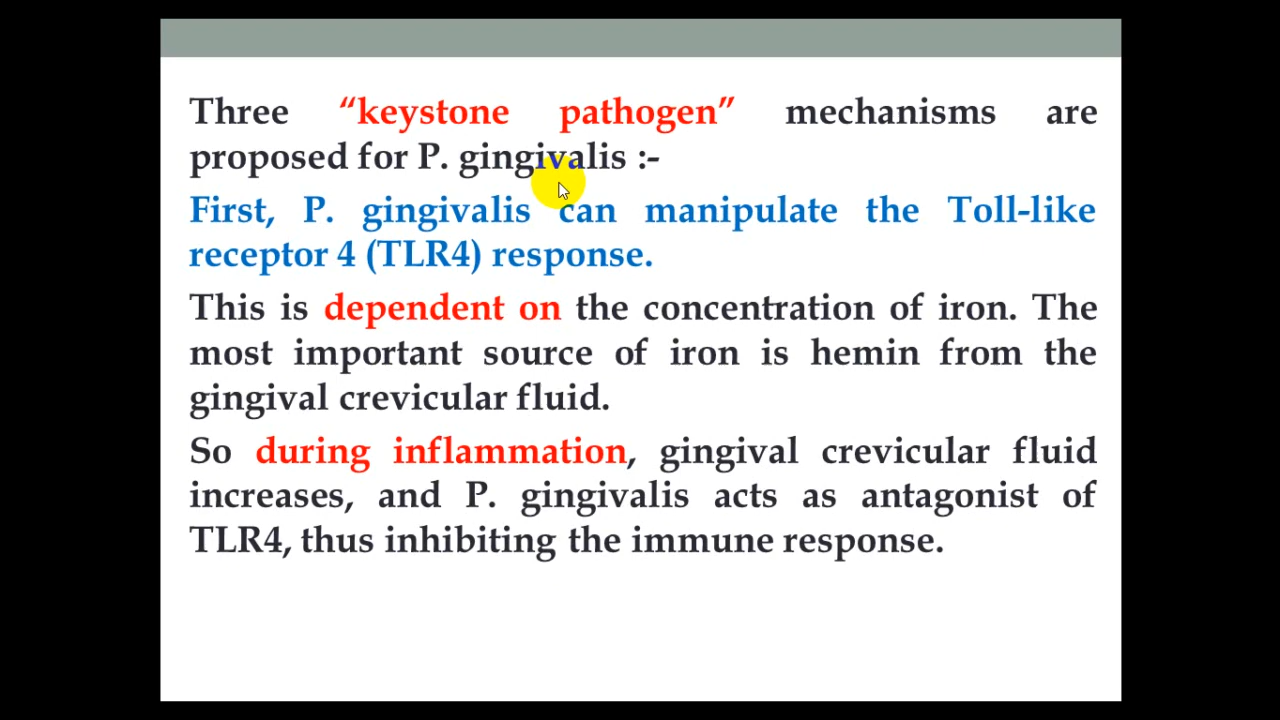 Three “keystone pathogen” mechanisms are
proposed for P. gingivalis :-
First, P. gingivalis can manipulate the Toll-like
receptor 4 (TLR4) response.
This is dependent on the concentration of iron. The
most important source of iron is hemin from the
gingival crevicular fluid.
So during inflammation, gingival crevicular fluid
increases, and P. gingivalis acts as antagonist of
TLR4, thus inhibiting the immune response.